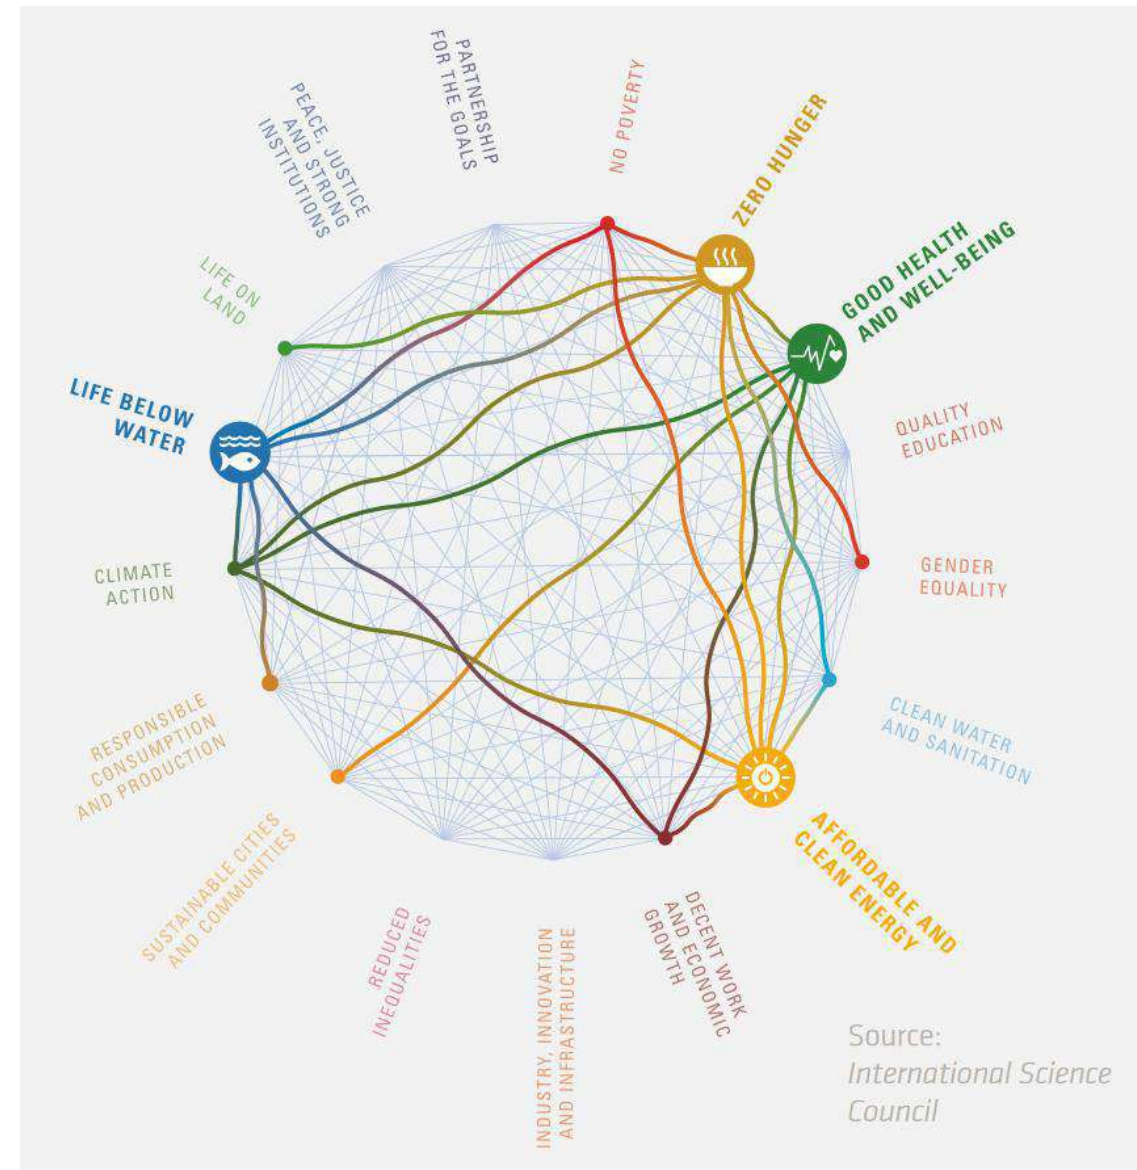 PARTNERSHIP
FOR THE GOALS
NO POVERTY
ZERO HUNGER
GOOD HEALTH
AND WELL-BEING
QUALITY
EDUCATION
GENDER
EQUALITY
CLEAN WATER
AND SANITATION
AFFORDABLE AND
CLEAN ENERGY
DECENT WORK
AND ECONOMIC
GROWTH
INDUSTRY, INNOVATION
AND INFRASTRUCTURE
REDUCED
INEQUALITIES
SUSTAINABLE CITIES
AND COMMUNITIES
RESPONSIBLE
CONSUMPTION
AND PRODUCTION
CLIMATE
ACTION
LIFE BELOW
WATER
LIFE ON
LAND
PEACE, JUSTICE
AND STRONG
INSTITUTIONS
Source:
International Science
Council